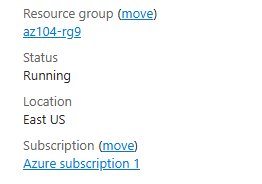 Resource group (move)
az104-rg9
Status
Running
Location
East US
Subscription (move)
Azure subscription 1